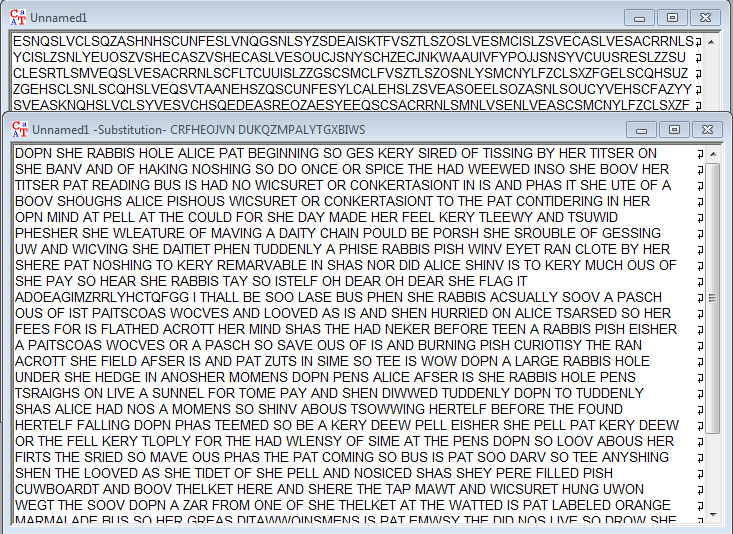 Unnamed1
ESNQSLVCLSQZASHNHSCUNFESLVNQGSNLSYZSDEAISKTFVSZTLSZOSLVESMCISLZSVECASLVESACRRNLS
YCISLZSNLYEUOSZVSHECASZVSHECASLVESOUCJSNYSCHZECJNKWAAUIVFYPOJJSNSYVCUUSRESLZZSU
CLESRTLSMVEQSLVESACRRNLSCFLTCUUISLZZGSCSMCLFVSZTLSZOSNLYSMCNYLFZCLSXZFGELSCQHSUZ
ZGEHSCLSNLSCQHSLVEQSVTAANEHSZQSCUNFESYLCALEHSLZSVEASOEELSOZASNLSOUCYVEHSCFAZYY
SVEASKNQHSLVCLSYVESVCHSQEDEASREOZAESYEEQSCSACRRNLSMNLVSENLVEASCSMCNYLFZCLSXZF
Unnamed1 -Substitution- CRFHEOJVN DUKQZMPALYTGXBIWS
DOPN SHE RABBIS HOLE ALICE PAT BEGINNING SO GES KERY SIRED OF TISSING BY HER TITSER ON
SHE BANV AND OF HAKING NOSHING SO DO ONCE OR SPICE THE HAD WEEWED INSO SHE BOOV HER
TITSER PAT READING BUS IS HAD NO WICSURET OR CONKERTASIONT IN IS AND PHAS IT SHE UTE OF A
BOOV SHOUGHS ALICE PISHOUS WICSURET OR CONKERTASIONT TO THE PAT CONTIDERING IN HER
OPN MIND AT PELL AT THE COULD FOR SHE DAY MADE HER FEEL KERY TLEEWY AND TSUWID
PHESHER SHE WLEATURE OF MAVING A DAITY CHAIN POULD BE PORSH SHE SROUBLE OF GESSING
UW AND WICVING SHE DAITIET PHEN TUDDENLY A PHISE RABBIS PISH WINV EYET RAN CLOTE BY HER
SHERE PAT NOSHING TO KERY REMARVABLE IN SHAS NOR DID ALICE SHINV IS TO KERY MUCH OUS OF
SHE PAY SO HEAR SHE RABBIS TAY SO ISTELF OH DEAR OH DEAR SHE FLAG IT
ADOEAGIMZRRLYHCTQFGG I THALL BE SOO LASE BUS PHEN SHE RABBIS ACSUALLY SOOV A PASCH
OUS OF IST PAITSCOAS WOCVES AND LOOVED AS IS AND SHEN HURRIED ON ALICE TSARSED SO HER
FEES FOR IS FLATHED ACROTT HER MIND SHAS THE HAD NEKER BEFORE TEEN A RABBIS PISH EISHER
A PAITSCOAS WOCVES OR A PASCH SO SAVE OUS OF IS AND BURNING PISH CURIOTISY THE RAN
ACROTT SHE FIELD AFSER IS AND PAT ZUTS IN SIME SO TEE IS WOW DOPN A LARGE RABBIS HOLE
UNDER SHE HEDGE IN ANOSHER MOMENS DOPN PENS ALICE AFSER IS SHE RABBIS HOLE PENS
TSRAIGHS ON LIVE A SUNNEL FOR TOME PAY AND SHEN DIWWED TUDDENLY DOPN TO TUDDENLY
SHAS ALICE HAD NOS A MOMENS SO SHINV ABOUS TSOWWING HERTELF BEFORE THE FOUND
HERTELF FALLING DOPN PHAS TEEMED SO BE A KERY DEEW PELL EISHER SHE PELL PAT KERY DEEW
OR THE FELL KERY TLOPLY FOR THE HAD WLENSY OF SIME AT THE PENS DOPN SO LOOV ABOUS HER
FIRTS THE SRIED SO MAVE OUS PHAS THE PAT COMING SO BUS IS PAT SOO DARV SO TEE ANYSHING
SHEN THE LOOVED AS SHE TIDET OF SHE PELL AND NOSICED SHAS SHEY PERE FILLED PISH
CUWBOARDT AND BOOV THELKET HERE AND SHERE THE TAP MAWT AND WICSURET HUNG UWON
WEGT THE SOOV DOPN A ZAR FROM ONE OF SHE THELKET AT THE WATTED IS PAT LABELED ORANGE
MARMALADE BUS SO HER GREAS DITAWWOINSMENS IS PAT EMWSY THE DID NOS LIVE SO DROW SHE